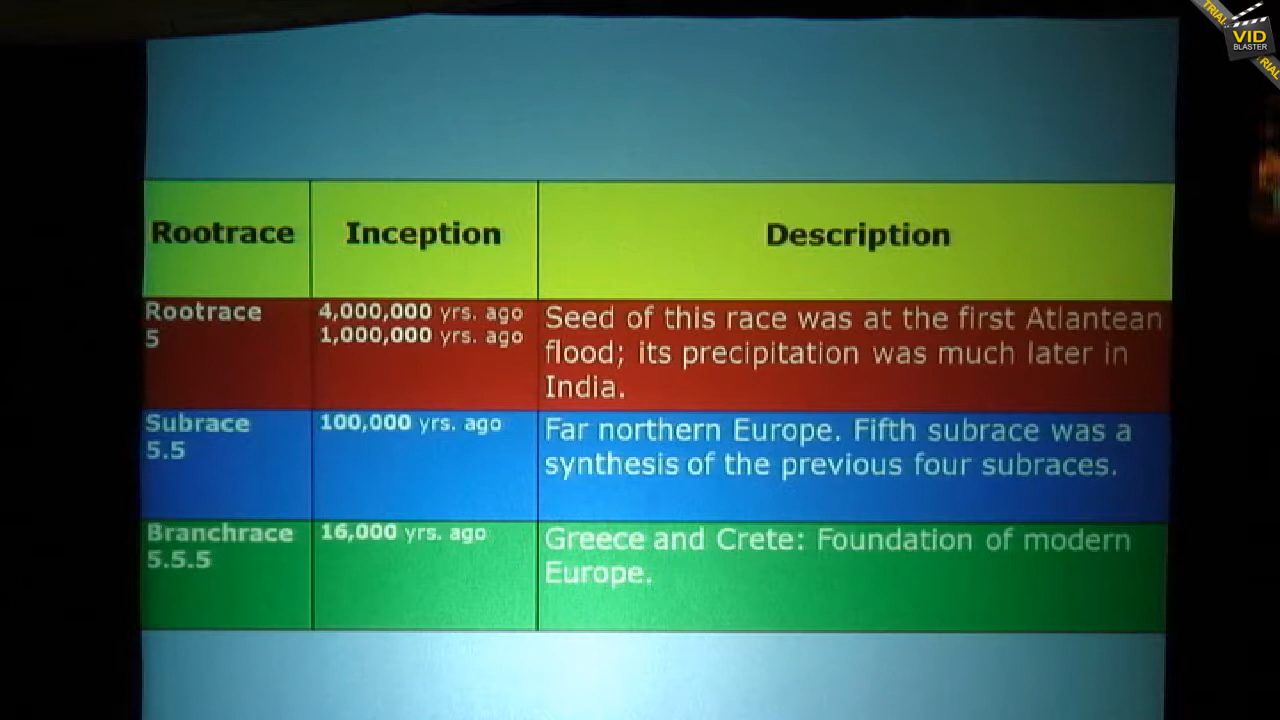 TRIAL
VID
BLASTER
TRIAL
Rootrace Inception Description
Rootrace 4,000,000 yrs. ago Seed of this race was at the first Atlantean
5 1,000,000 yrs. ago flood; its precipitation was much later in
India.
Subrace 100,000 yrs. ago Far northern Europe. Fifth subrace was a
5.5 synthesis of the previous four subraces.
Branchrace 16,000 yrs. ago Greece and Crete: Foundation of modern
5.5.5 Europe.